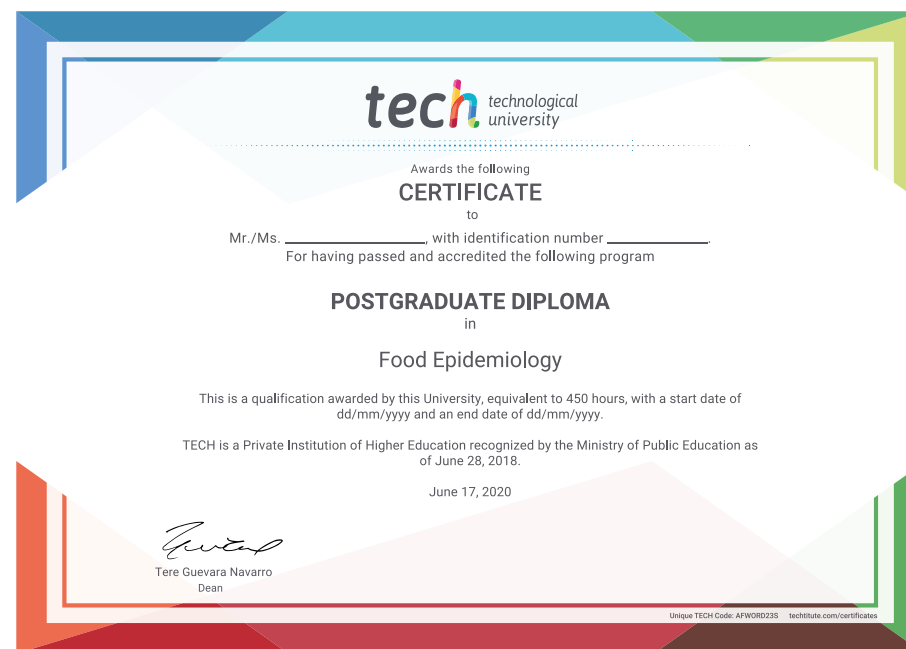 tech technological
university
Awards the following
CERTIFICATE
to
Mr./Ms. ____________________, with identification number ______________.
For having passed and accredited the following program
POSTGRADUATE DIPLOMA
in
Food Epidemiology
This is a qualification awarded by this University, equivalent to 450 hours, with a start date of
dd/mm/yyyy and an end date of dd/mm/yyyy.
TECH is a Private Institution of Higher Education recognized by the Ministry of Public Education as
of June 28, 2018.
June 17, 2020
Tere Guevara Navarro
Dean
Unique TECH Code: AFWORD23S techtitute.com/certificates